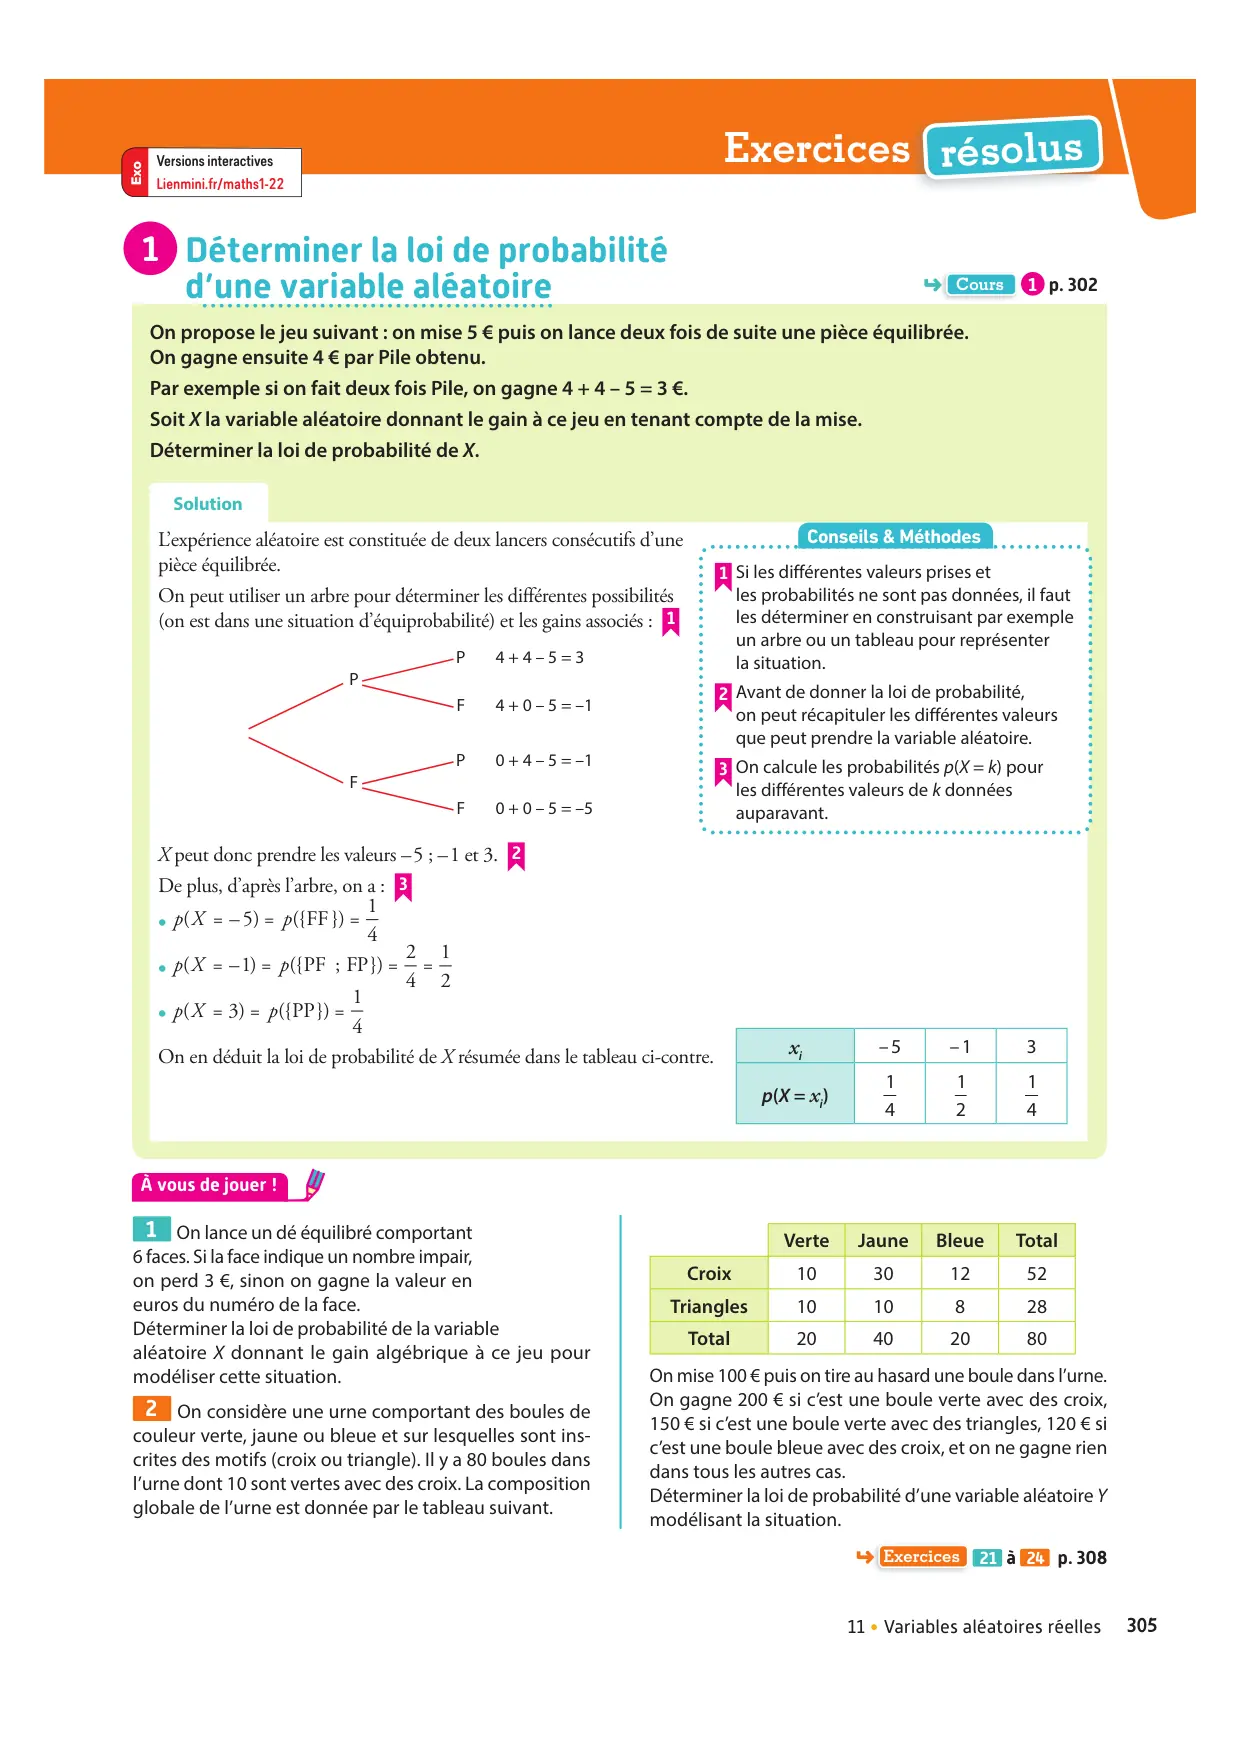 Exercices résolus
Exo
Versions interactives
Lienmini.fr/maths1-22
1 Déterminer la loi de probabilité
d'une variable aléatoire
Cours 1 p. 302
On propose le jeu suivant : on mise 5 € puis on lance deux fois de suite une pièce équilibrée.
On gagne ensuite 4 € par Pile obtenu.
Par exemple si on fait deux fois Pile, on gagne 4 + 4 – 5 = 3 €.
Soit X la variable aléatoire donnant le gain à ce jeu en tenant compte de la mise.
Déterminer la loi de probabilité de X.
Solution
L'expérience aléatoire est constituée de deux lancers consécutifs d'une
pièce équilibrée.
On peut utiliser un arbre pour déterminer les différentes possibilités
(on est dans une situation d'équiprobabilité) et les gains associés : 1
P 4 + 4 – 5 = 3
P
F 4 + 0 – 5 = –1
P 0 + 4 – 5 = –1
F
F 0 + 0 – 5 = –5
X peut donc prendre les valeurs –5 ; –1 et 3. 2
De plus, d'après l'arbre, on a : 3
• p(X = –5) = p({FF}) = 1/4
• p(X = –1) = p({PF ; FP}) = 2/4 = 1/2
• p(X = 3) = p({PP}) = 1/4
On en déduit la loi de probabilité de X résumée dans le tableau ci-contre.
Conseils & Méthodes
1 Si les différentes valeurs prises et
les probabilités ne sont pas données, il faut
les déterminer en construisant par exemple
un arbre ou un tableau pour représenter
la situation.
2 Avant de donner la loi de probabilité,
on peut récapituler les différentes valeurs
que peut prendre la variable aléatoire.
3 On calcule les probabilités p(X = k) pour
les différentes valeurs de k données
auparavant.
xi –5 –1 3
p(X = xi) 1/4 1/2 1/4
À vous de jouer !
1 On lance un dé équilibré comportant
6 faces. Si la face indique un nombre impair,
on perd 3 €, sinon on gagne la valeur en
euros du numéro de la face.
Déterminer la loi de probabilité de la variable
aléatoire X donnant le gain algébrique à ce jeu pour
modéliser cette situation.
2 On considère une urne comportant des boules de
couleur verte, jaune ou bleue et sur lesquelles sont ins-
crites des motifs (croix ou triangle). Il y a 80 boules dans
l'urne dont 10 sont vertes avec des croix. La composition
globale de l'urne est donnée par le tableau suivant.
Verte Jaune Bleue Total
Croix 10 30 12 52
Triangles 10 10 8 28
Total 20 40 20 80
On mise 100 € puis on tire au hasard une boule dans l'urne.
On gagne 200 € si c'est une boule verte avec des croix,
150 € si c'est une boule verte avec des triangles, 120 € si
c'est une boule bleue avec des croix, et on ne gagne rien
dans tous les autres cas.
Déterminer la loi de probabilité d'une variable aléatoire Y
modélisant la situation.
Exercices 21 à 24 p. 308
11 • Variables aléatoires réelles 305